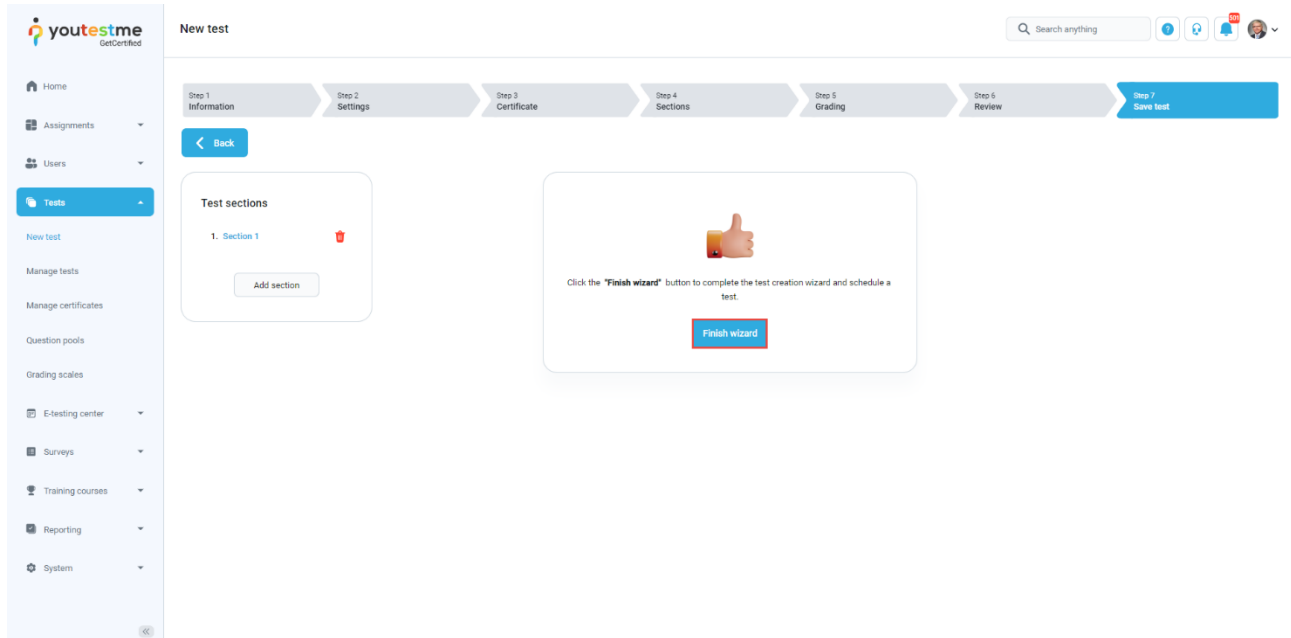 youtestme
GetCertified
New test
Search anything
?
501
Home
Assignments
Users
Tests
New test
Manage tests
Manage certificates
Question pools
Grading scales
E-testing center
Surveys
Training courses
Reporting
System
Step 1
Information
Step 2
Settings
Step 3
Certificate
Step 4
Sections
Step 5
Grading
Step 6
Review
Step 7
Save test
Back
Test sections
1. Section 1
Add section
Click the "Finish wizard" button to complete the test creation wizard and schedule a
test.
Finish wizard